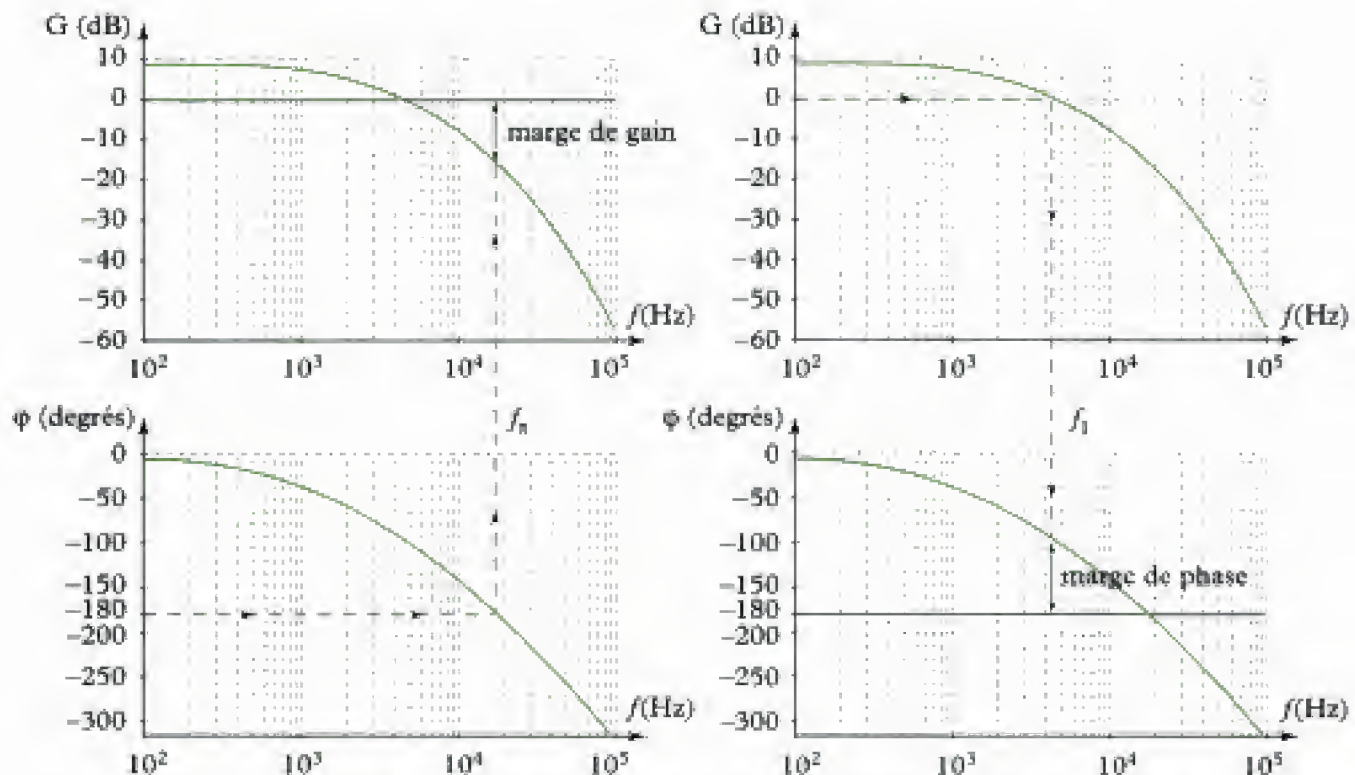 G (dB)
10
0
-10
-20
-30
-40
-50
-60
marge de gain
f(Hz)
10² 10³ 10⁴ 10⁵
G (dB)
10
0
-10
-20
-30
-40
-50
-60
f(Hz)
10² 10³ 10⁴ 10⁵
φ (degrés)
0
-50
-100
-150
-180
-200
-250
-300
fπ
f(Hz)
10² 10³ 10⁴ 10⁵
φ (degrés)
0
-50
-100
-150
-180
-200
-250
-300
f₁
marge de phase
f(Hz)
10² 10³ 10⁴ 10⁵